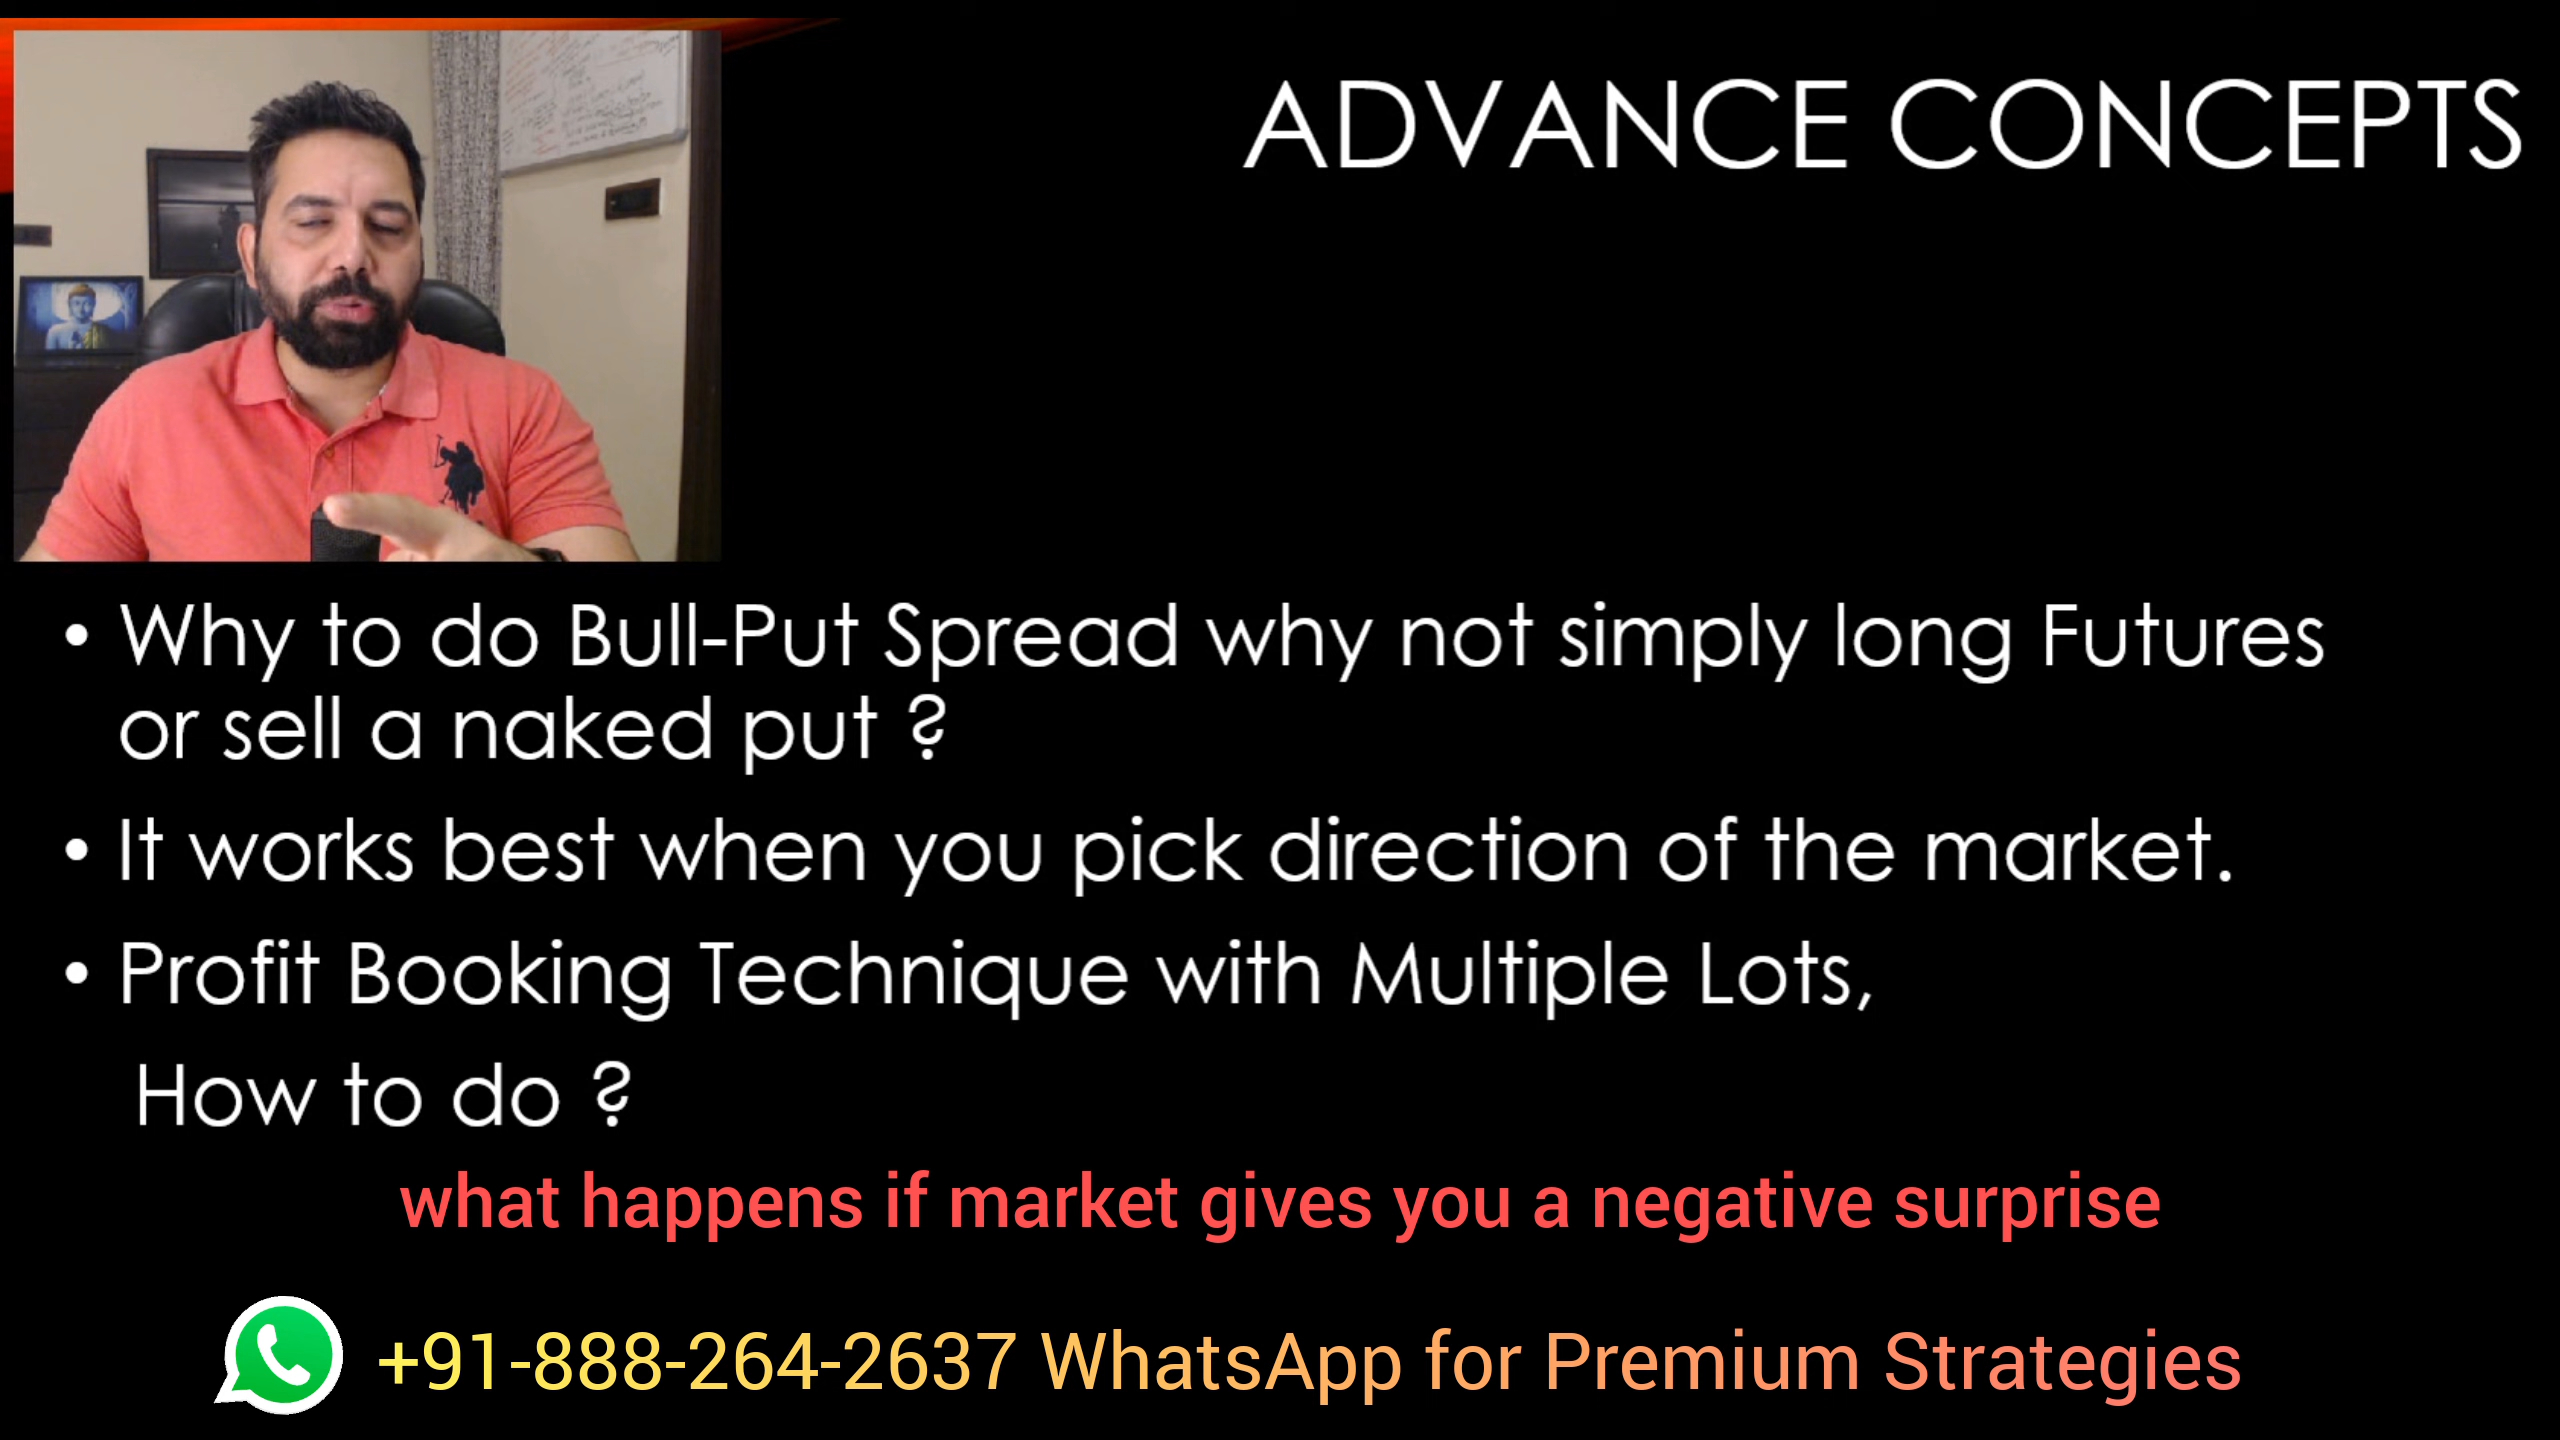 ADVANCE CONCEPTS
• Why to do Bull-Put Spread why not simply long Futures
or sell a naked put ?
• It works best when you pick direction of the market.
• Profit Booking Technique with Multiple Lots,
How to do ?
what happens if market gives you a negative surprise
+91-888-264-2637 WhatsApp for Premium Strategies